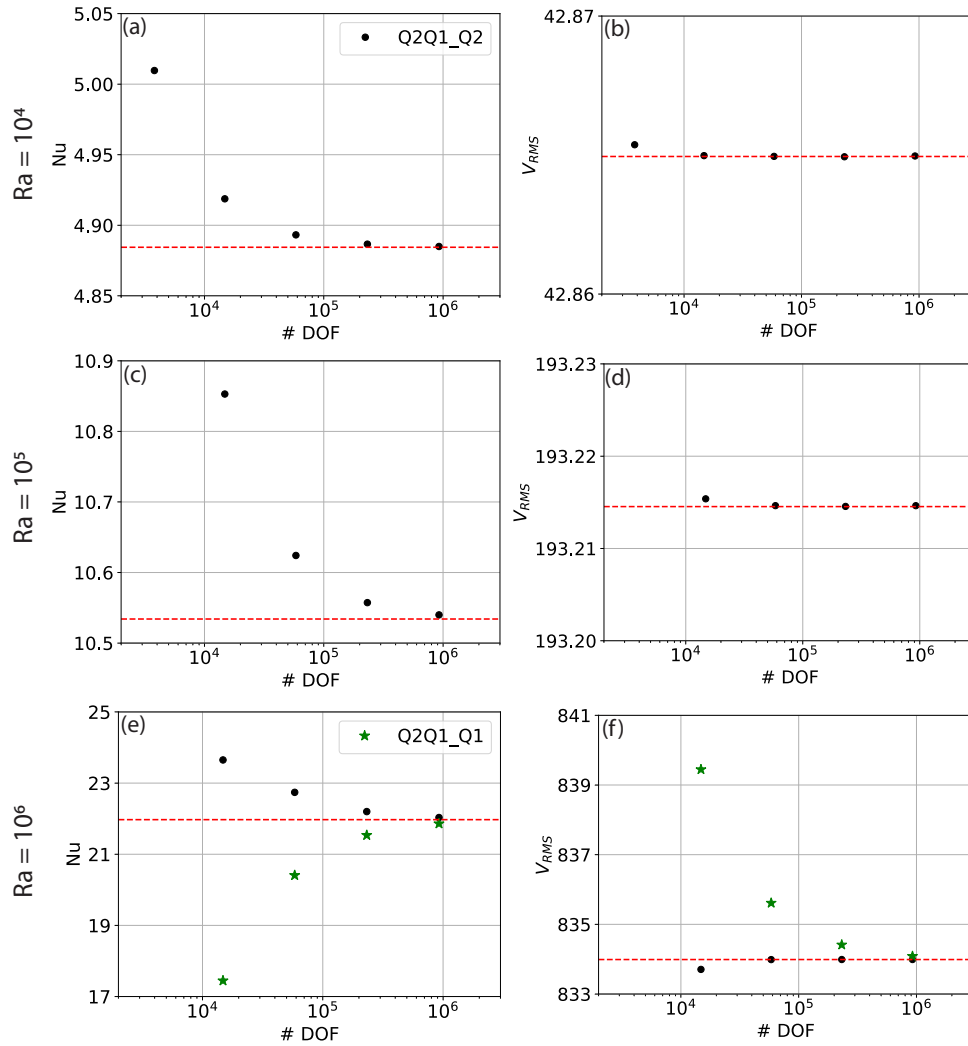 (a)
Q2Q1_Q2
5.05
5.00
4.95
4.90
4.85
Nu
Ra = 10⁴
10⁴
10⁵
10⁶
# DOF
(b)
42.87
42.86
V_RMS
10⁴
10⁵
10⁶
# DOF
(c)
10.9
10.8
10.7
10.6
10.5
Nu
Ra = 10⁵
10⁴
10⁵
10⁶
# DOF
(d)
193.23
193.22
193.21
193.20
V_RMS
10⁴
10⁵
10⁶
# DOF
(e)
Q2Q1_Q1
25
23
21
19
17
Nu
Ra = 10⁶
10⁴
10⁵
10⁶
# DOF
(f)
841
839
837
835
833
V_RMS
10⁴
10⁵
10⁶
# DOF